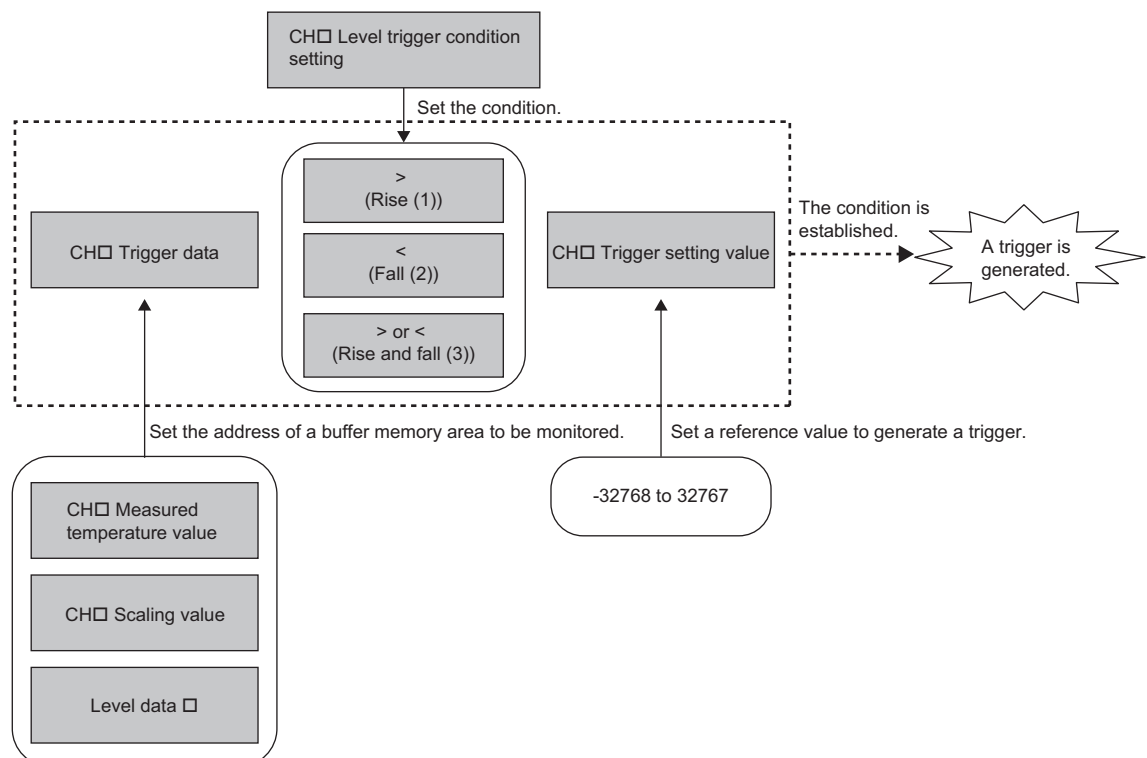 CH□ Level trigger condition
setting
Set the condition.
>
(Rise (1))
CH□ Trigger data
<
(Fall (2))
CH□ Trigger setting value
The condition is
established.
A trigger is
generated.
> or <
(Rise and fall (3))
Set the address of a buffer memory area to be monitored.
Set a reference value to generate a trigger.
CH□ Measured
temperature value
-32768 to 32767
CH□ Scaling value
Level data □